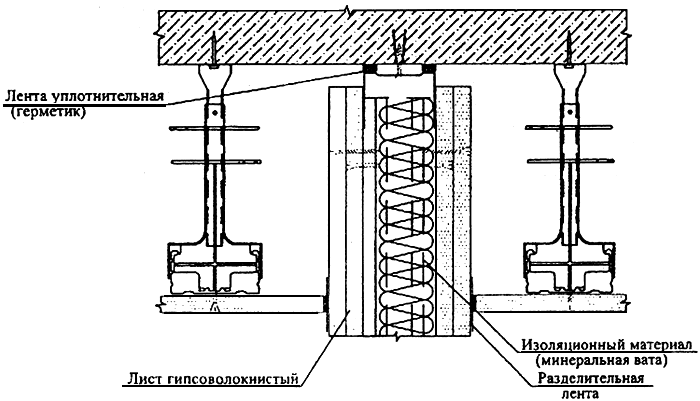 Лента уплотнительная
(герметик)
Изоляционный материал
(минеральная вата)
Лист гипсоволокнистый
Разделительная
лента